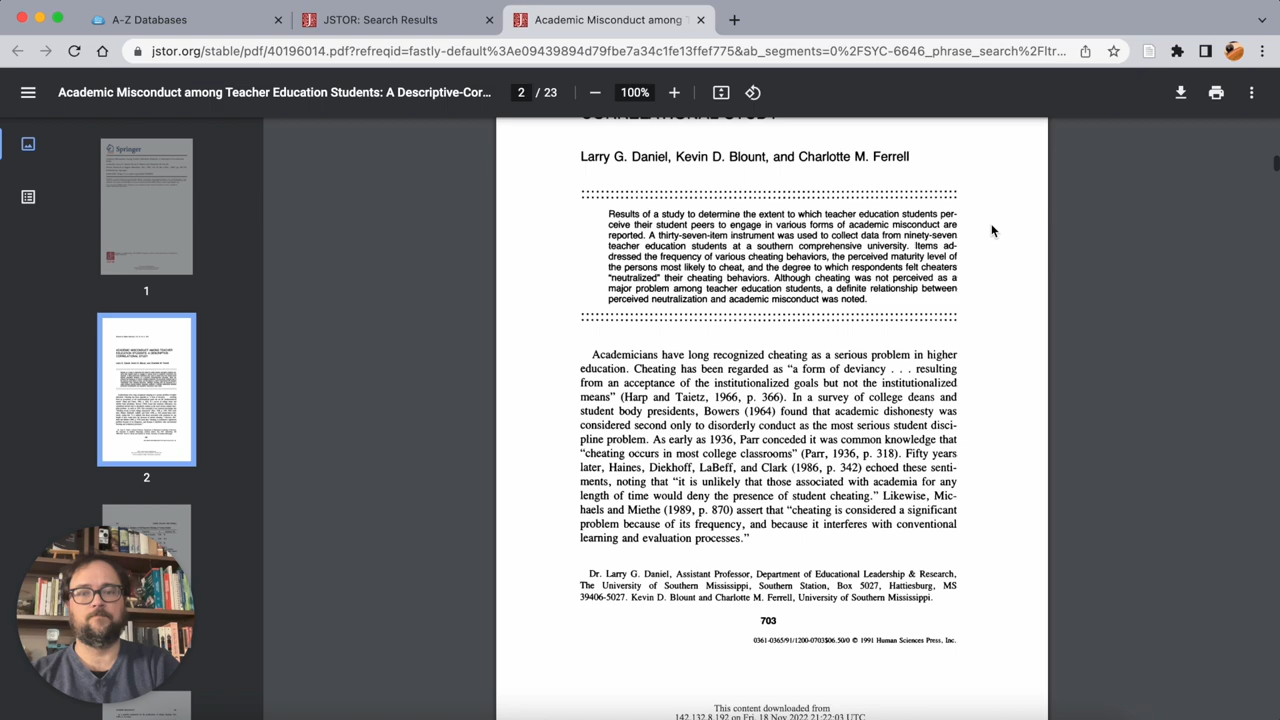 A-Z Databases
JSTOR: Search Results
Academic Misconduct among T
jstor.org/stable/pdf/40196014.pdf?refreqid=fastly-default%3Ae09439894d79fbe7a34c1fe13ffef775&ab_segments=0%2FSYC-6646_phrase_search%2Fltr...
Academic Misconduct among Teacher Education Students: A Descriptive-Cor...
2 / 23
100%
Springer
1
2
CORRELATIONAL STUDY
Larry G. Daniel, Kevin D. Blount, and Charlotte M. Ferrell
Results of a study to determine the extent to which teacher education students per-
ceive their student peers to engage in various forms of academic misconduct are
reported. A thirty-seven-item instrument was used to collect data from ninety-seven
teacher education students at a southern comprehensive university. Items ad-
dressed the frequency of various cheating behaviors, the perceived maturity level of
the persons most likely to cheat, and the degree to which respondents felt cheaters
"neutralized" their cheating behaviors. Although cheating was not perceived as a
major problem among teacher education students, a definite relationship between
perceived neutralization and academic misconduct was noted.
Academicians have long recognized cheating as a serious problem in higher
education. Cheating has been regarded as "a form of deviancy . . . resulting
from an acceptance of the institutionalized goals but not the institutionalized
means" (Harp and Taietz, 1966, p. 366). In a survey of college deans and
student body presidents, Bowers (1964) found that academic dishonesty was
considered second only to disorderly conduct as the most serious student disci-
pline problem. As early as 1936, Parr conceded it was common knowledge that
"cheating occurs in most college classrooms" (Parr, 1936, p. 318). Fifty years
later, Haines, Diekhoff, LaBeff, and Clark (1986, p. 342) echoed these senti-
ments, noting that "it is unlikely that those associated with academia for any
length of time would deny the presence of student cheating." Likewise, Mic-
haels and Miethe (1989, p. 870) assert that "cheating is considered a significant
problem because of its frequency, and because it interferes with conventional
learning and evaluation processes."
Dr. Larry G. Daniel, Assistant Professor, Department of Educational Leadership & Research,
The University of Southern Mississippi, Southern Station, Box 5027, Hattiesburg, MS
39406-5027. Kevin D. Blount and Charlotte M. Ferrell, University of Southern Mississippi.
703
0361-0365/91/1200-0703$06.50/0 © 1991 Human Sciences Press, Inc.
This content downloaded from
142.132.8.192 on Fri, 18 Nov 2022 21:22:03 UTC